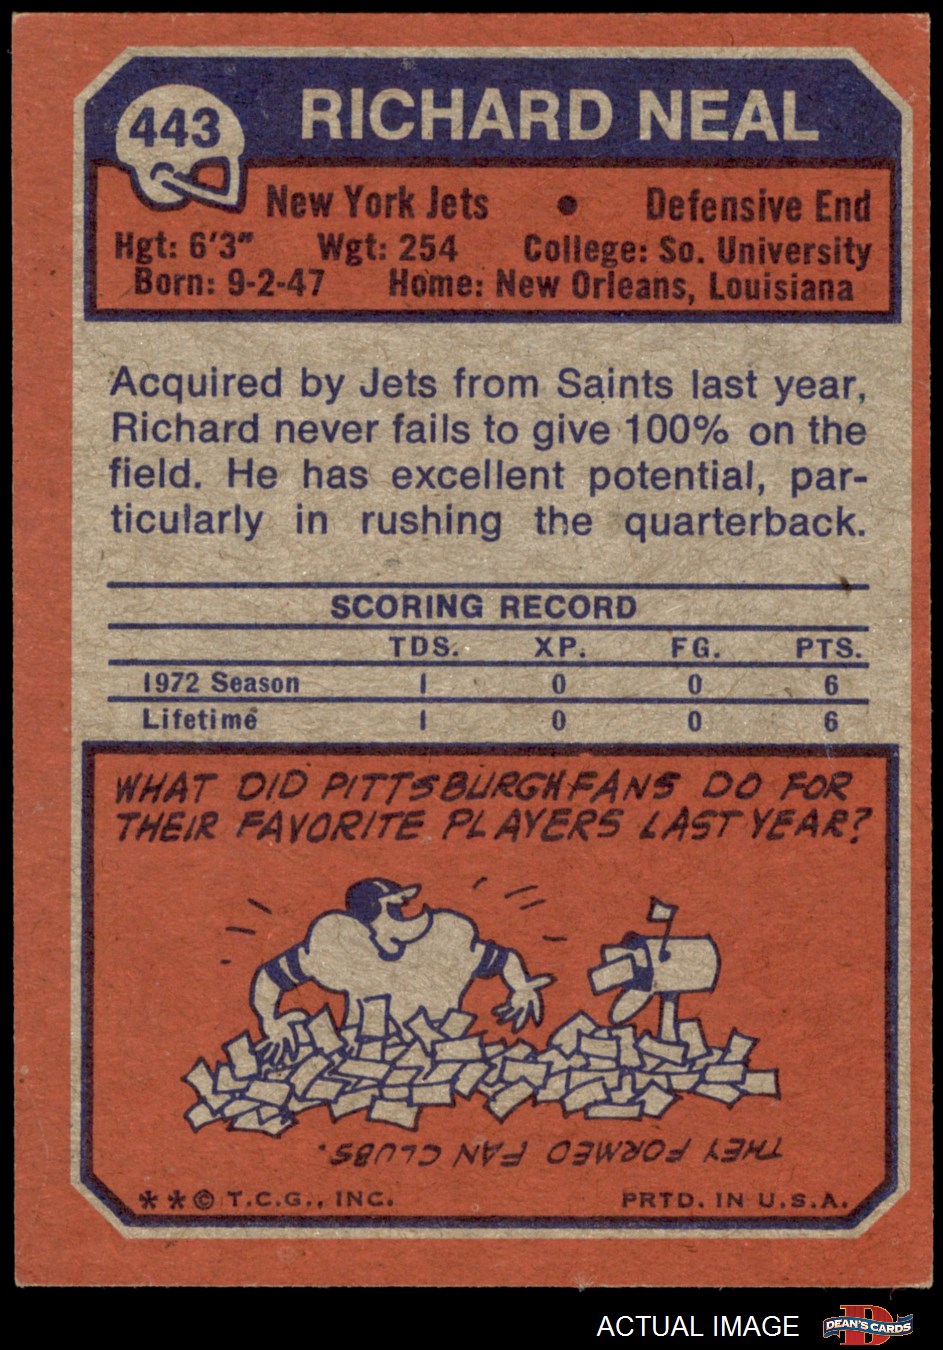 443
RICHARD NEAL
New York Jets • Defensive End
Hgt: 6'3" Wgt: 254 College: So. University
Born: 9-2-47 Home: New Orleans, Louisiana
Acquired by Jets from Saints last year,
Richard never fails to give 100% on the
field. He has excellent potential, par-
ticularly in rushing the quarterback.
SCORING RECORD
TDS. XP. FG. PTS.
1972 Season 1 0 0 6
Lifetime 1 0 0 6
WHAT DID PITTSBURGH FANS DO FOR
THEIR FAVORITE PLAYERS LAST YEAR?
THEY FORMED FAN CLUBS.
**© T.C.G., INC. PRTD. IN U.S.A.
ACTUAL IMAGE
D
DEAN'S CARDS